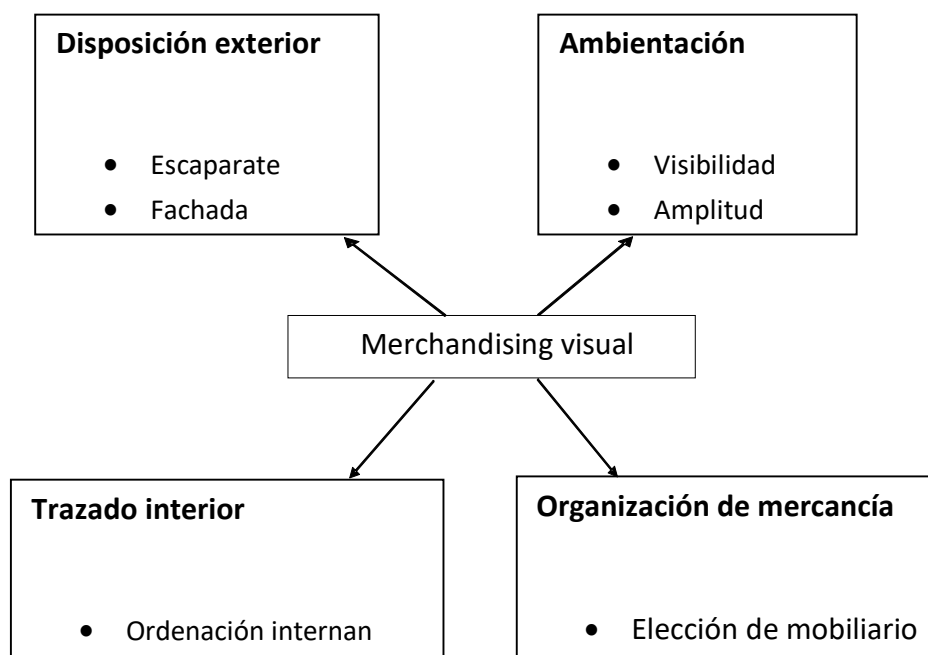 Disposición exterior
• Escaparate
• Fachada
Ambientación
• Visibilidad
• Amplitud
Merchandising visual
Trazado interior
• Ordenación internan
Organización de mercancía
• Elección de mobiliario